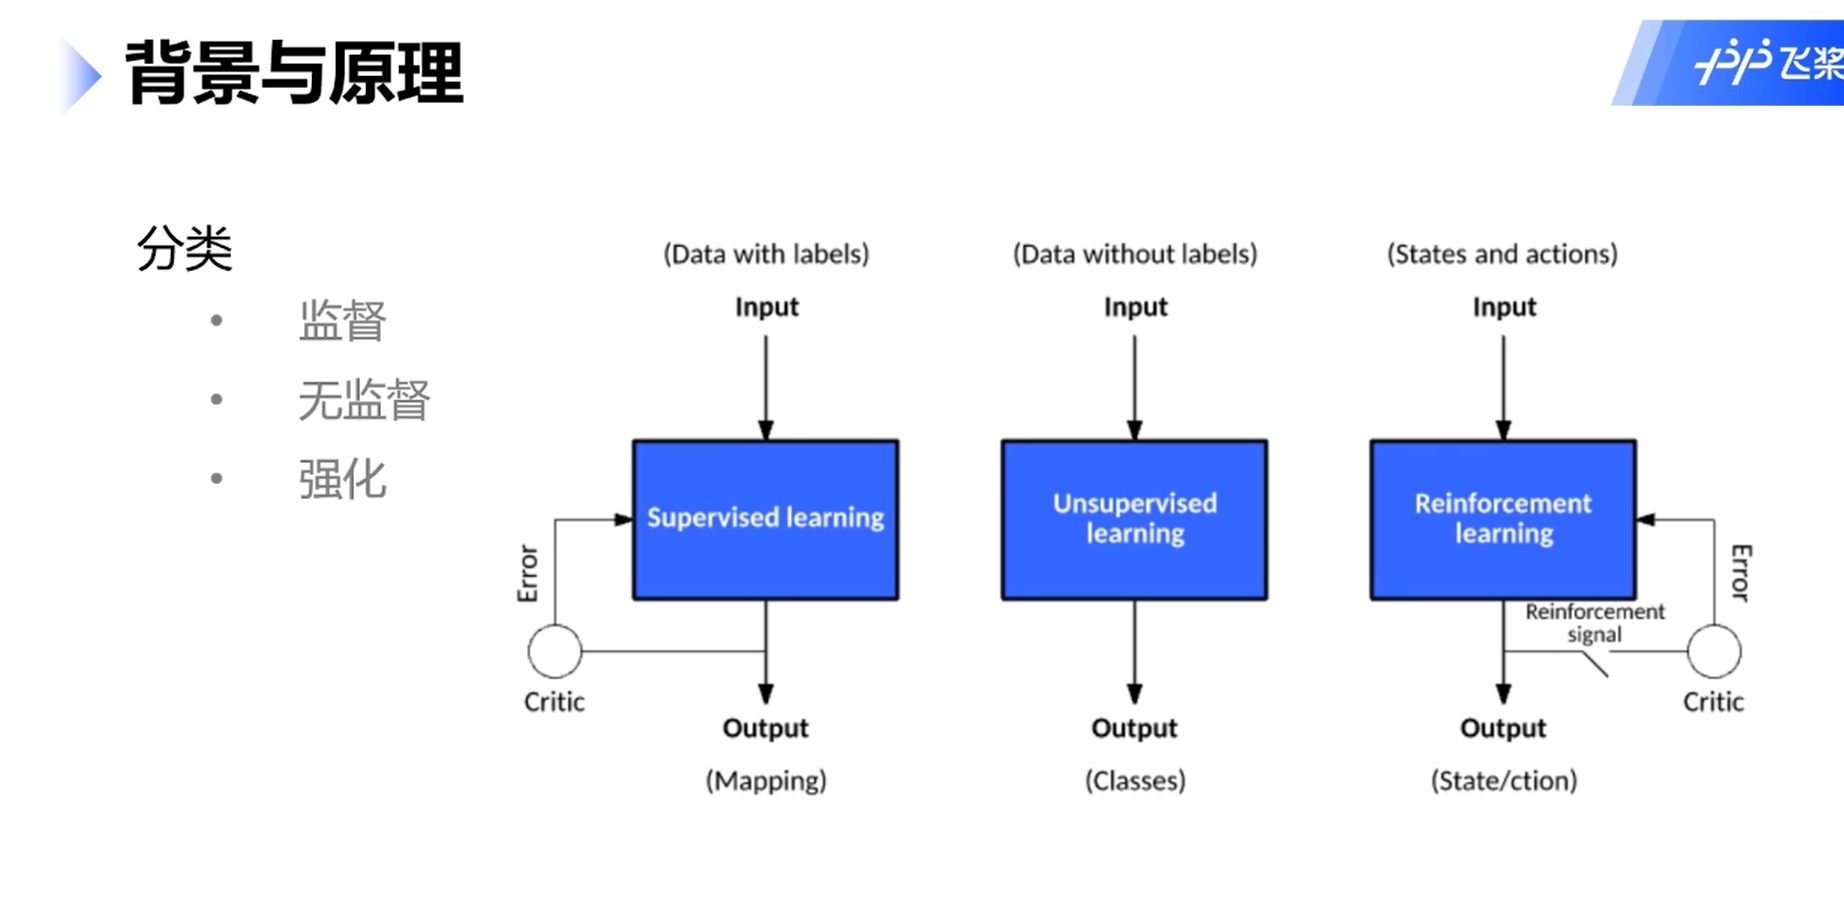 背景与原理
飞桨
分类
• 监督
• 无监督
• 强化
(Data with labels)
Input
Supervised learning
Error
Critic
Output
(Mapping)
(Data without labels)
Input
Unsupervised
learning
Output
(Classes)
(States and actions)
Input
Reinforcement
learning
Error
Reinforcement
signal
Critic
Output
(State/ction)